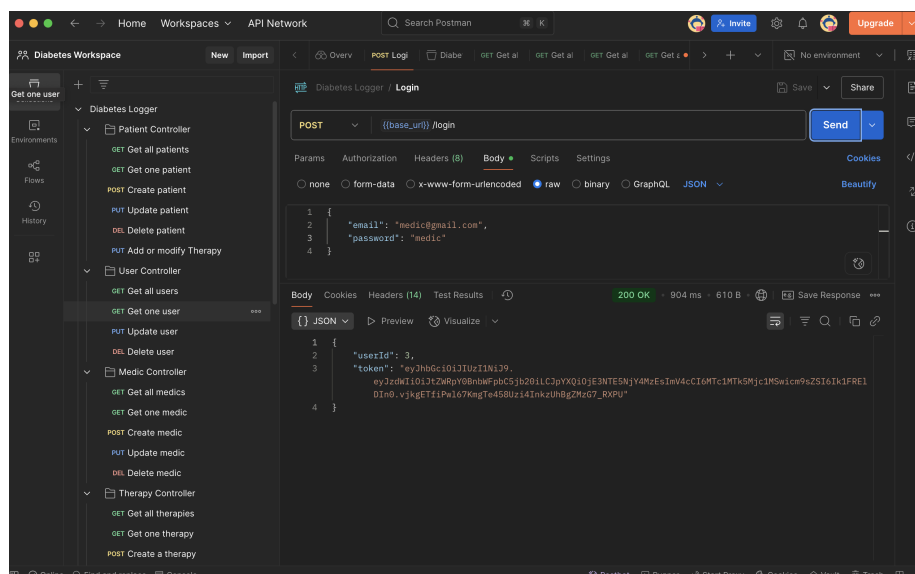 Home Workspaces API Network Search Postman ⌘ K Invite Upgrade
Diabetes Workspace New Import Overv POST Logi Diabe GET Get al GET Get al GET Get al GET Get No environment
Get one user
Environments
Flows
History
Diabetes Logger
Patient Controller
GET Get all patients
GET Get one patient
POST Create patient
PUT Update patient
DEL Delete patient
PUT Add or modify Therapy
User Controller
GET Get all users
GET Get one user
PUT Update user
DEL Delete user
Medic Controller
GET Get all medics
GET Get one medic
POST Create medic
PUT Update medic
DEL Delete medic
Therapy Controller
GET Get all therapies
GET Get one therapy
POST Create a therapy
Diabetes Logger / Login Save Share
POST {{base_url}} /login Send
Params Authorization Headers (8) Body Scripts Settings Cookies
none form-data x-www-form-urlencoded raw binary GraphQL JSON Beautify
1 {
2 "email": "medic@gmail.com",
3 "password": "medic"
4 }
Body Cookies Headers (14) Test Results 200 OK 904 ms 610 B Save Response
{} JSON Preview Visualize
1 {
2 "userId": 3,
3 "token": "eyJhbGciOiJIUzI1NiJ9.
4 }